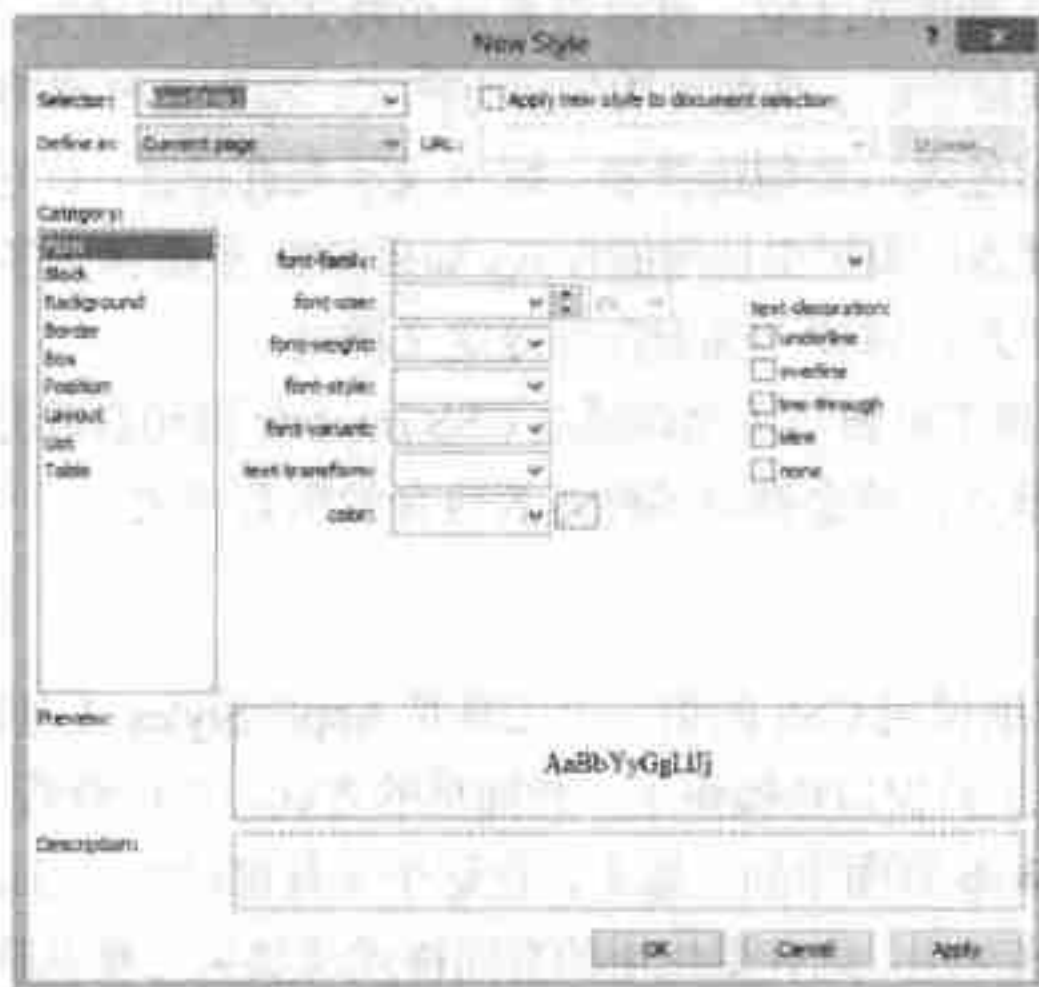 New Style ?
Selector: Apply new style to document selection
Define in: Current page URL: Browse...
Category:
Font
Block
Background
Border
Box
Position
Layout
List
Table
font-family:
font-size:
font-weight:
font-style:
font-variant:
text-transform:
color:
text-decoration:
underline
overline
line-through
blink
none
Preview:
AaBbYyGgLlJj
Description:
OK Cancel Apply